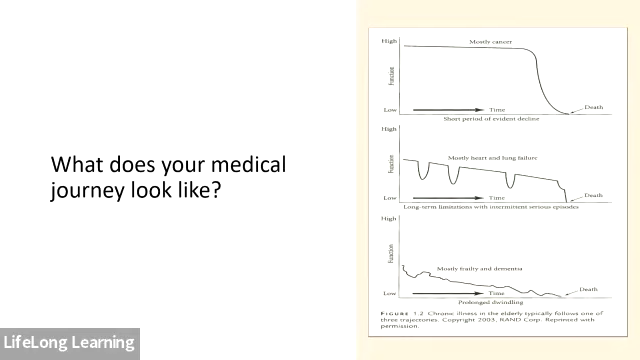 What does your medical
journey look like?
High
Mostly cancer
Function
Low
Time
Death
Short period of evident decline
High
Mostly heart and lung failure
Function
Low
Time
Death
Long-term limitations with intermittent serious episodes
High
Function
Mostly frailty and dementia
Low
Time
Death
Prolonged dwindling
FIGURE 1-2 Chronic illness in the elderly typically follows one of
three trajectories. Copyright 2003, RAND Corp. Reprinted with
permission.
LifeLong Learning